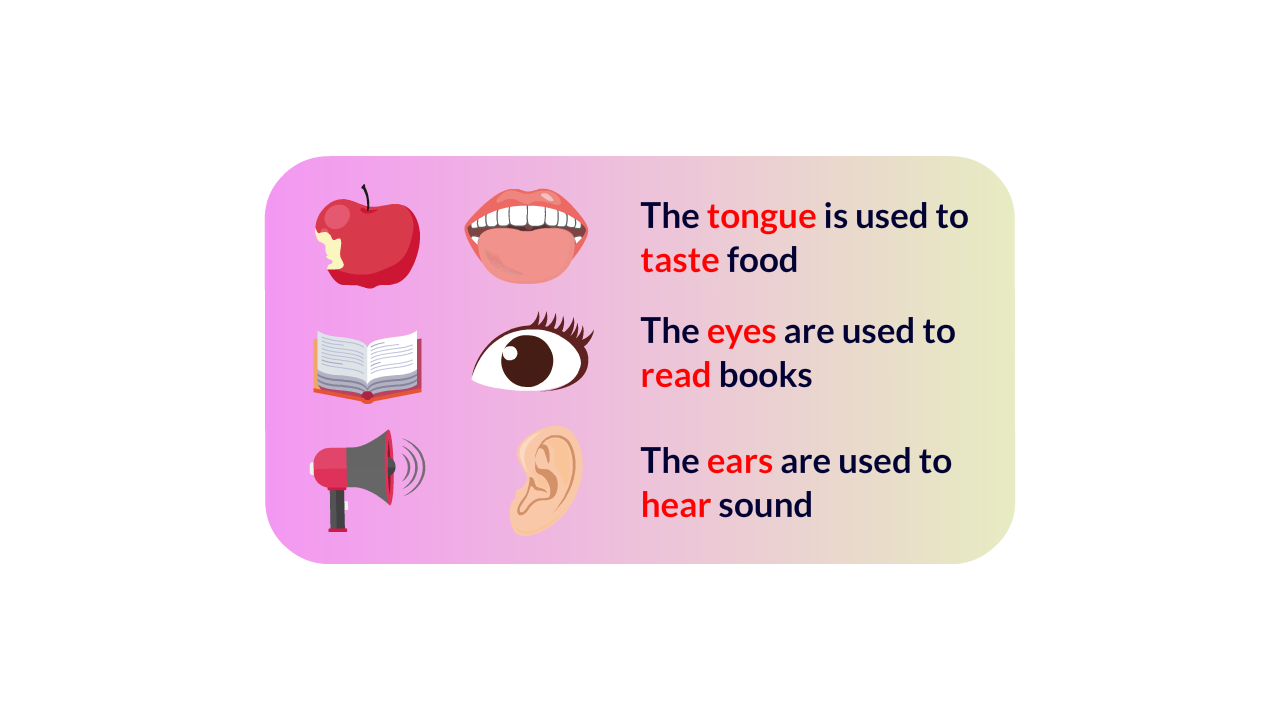 The tongue is used to
taste food
The eyes are used to
read books
The ears are used to
hear sound